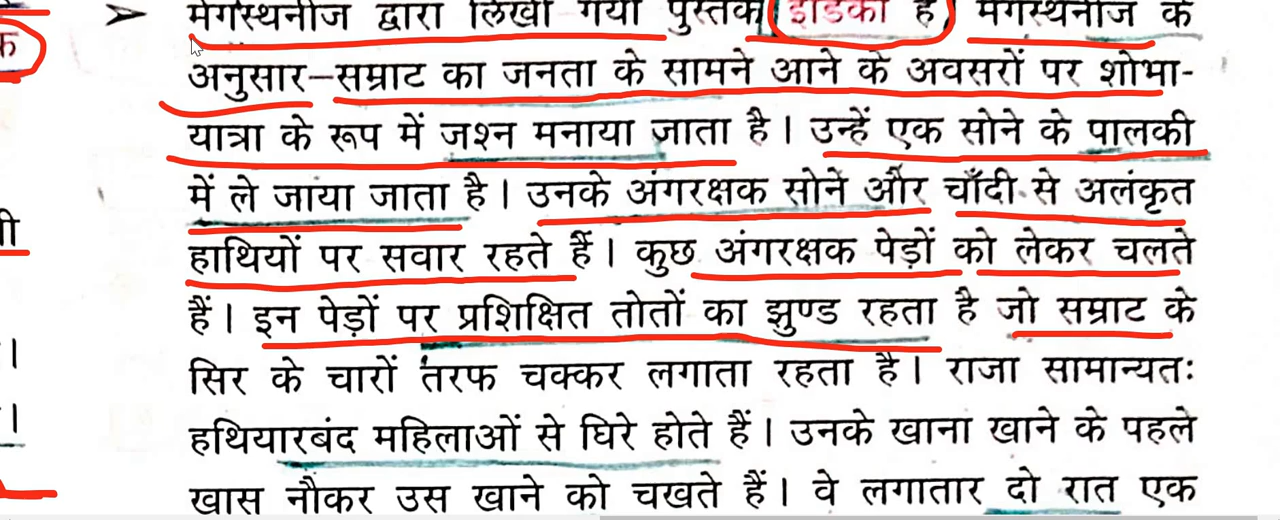 ➤ मेगस्थनीज द्वारा लिखी गयी पुस्तक इंडिका है मेगस्थनीज के
अनुसार–सम्राट का जनता के सामने आने के अवसरों पर शोभा-
यात्रा के रूप में जश्न मनाया जाता है। उन्हें एक सोने के पालकी
में ले जाया जाता है। उनके अंगरक्षक सोने और चाँदी से अलंकृत
हाथियों पर सवार रहते हैं। कुछ अंगरक्षक पेड़ों को लेकर चलते
हैं। इन पेड़ों पर प्रशिक्षित तोतों का झुण्ड रहता है जो सम्राट के
सिर के चारों तरफ चक्कर लगाता रहता है। राजा सामान्यतः
हथियारबंद महिलाओं से घिरे होते हैं। उनके खाना खाने के पहले
खास नौकर उस खाने को चखते हैं। वे लगातार दो रात एक